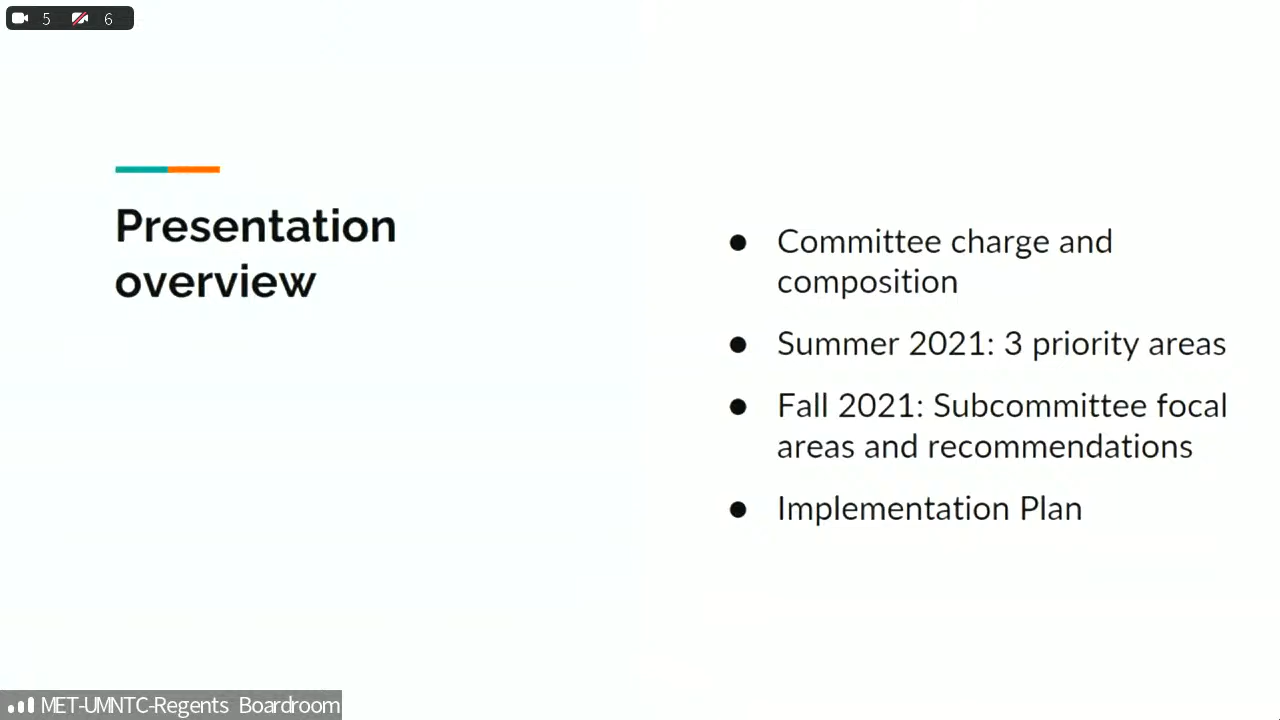 5 6
Presentation
overview
● Committee charge and
composition
● Summer 2021: 3 priority areas
● Fall 2021: Subcommittee focal
areas and recommendations
● Implementation Plan
MET-UMNTC-Regents Boardroom